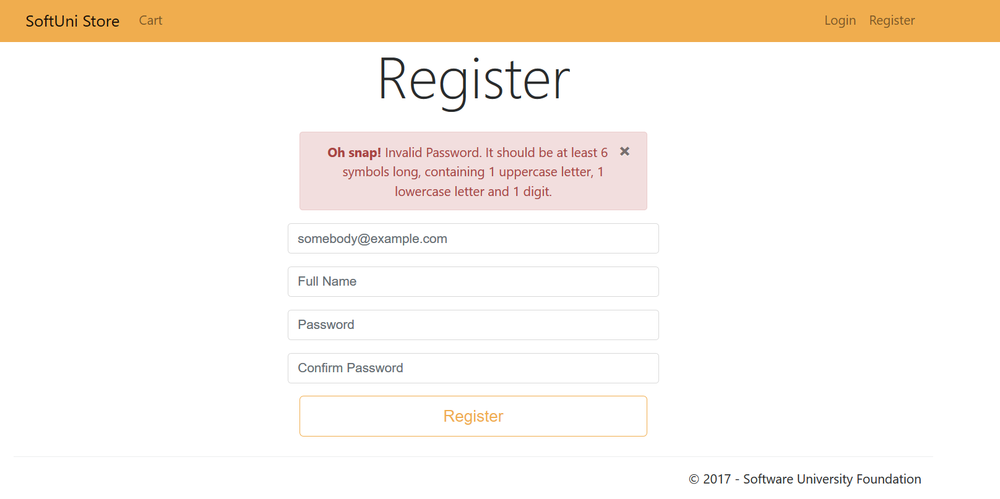 SoftUni Store Cart Login Register
Register
Oh snap! Invalid Password. It should be at least 6 ✖
symbols long, containing 1 uppercase letter, 1
lowercase letter and 1 digit.
somebody@example.com
Full Name
Password
Confirm Password
Register
© 2017 - Software University Foundation